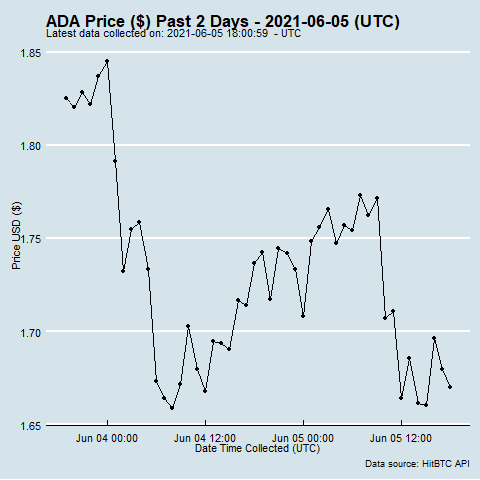 ADA Price ($) Past 2 Days - 2021-06-05 (UTC)
Latest data collected on: 2021-06-05 18:00:59 - UTC
1.85
1.80
1.75
1.70
1.65
Price USD ($)
Jun 04 00:00 Jun 04 12:00 Jun 05 00:00 Jun 05 12:00
Date Time Collected (UTC)
Data source: HitBTC API